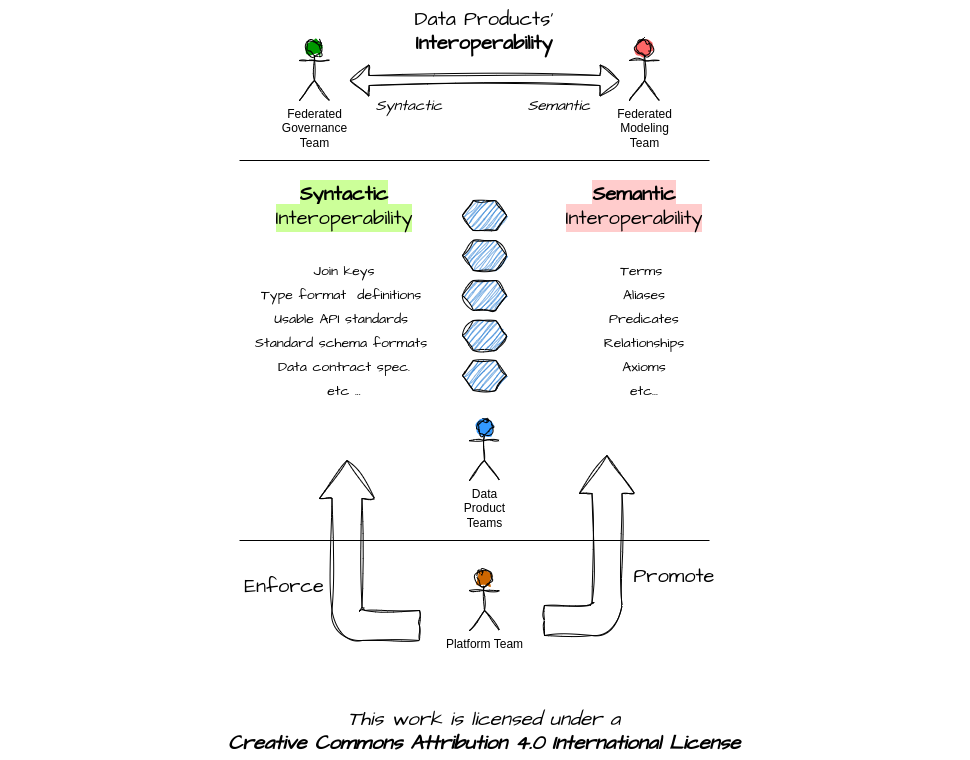 Data Products'
Interoperability
Syntactic
Semantic
Federated
Governance
Team
Federated
Modeling
Team
Syntactic
Interoperability
Semantic
Interoperability
Join keys
Type format definitions
Usable API standards
Standard schema formats
Data contract spec.
etc ...
Terms
Aliases
Predicates
Relationships
Axioms
etc...
Data
Product
Teams
Enforce
Promote
Platform Team
This work is licensed under a
Creative Commons Attribution 4.0 International License